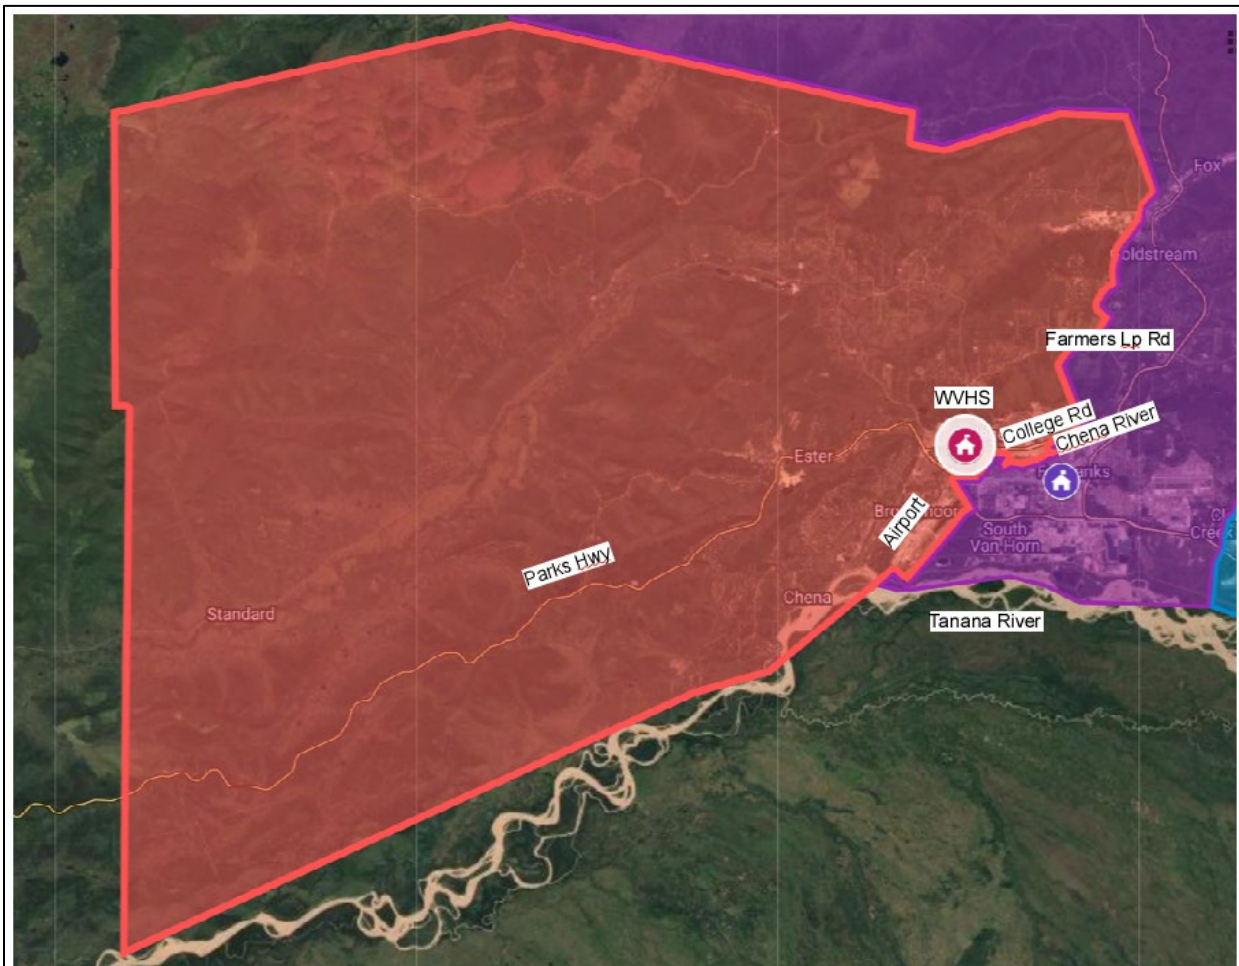 Fox
Goldstream
Farmers Lp Rd
WVHS
College Rd
Chena River
Ester
Airport
South
Van Horn
Parks Hwy
Chena
Standard
Tanana River